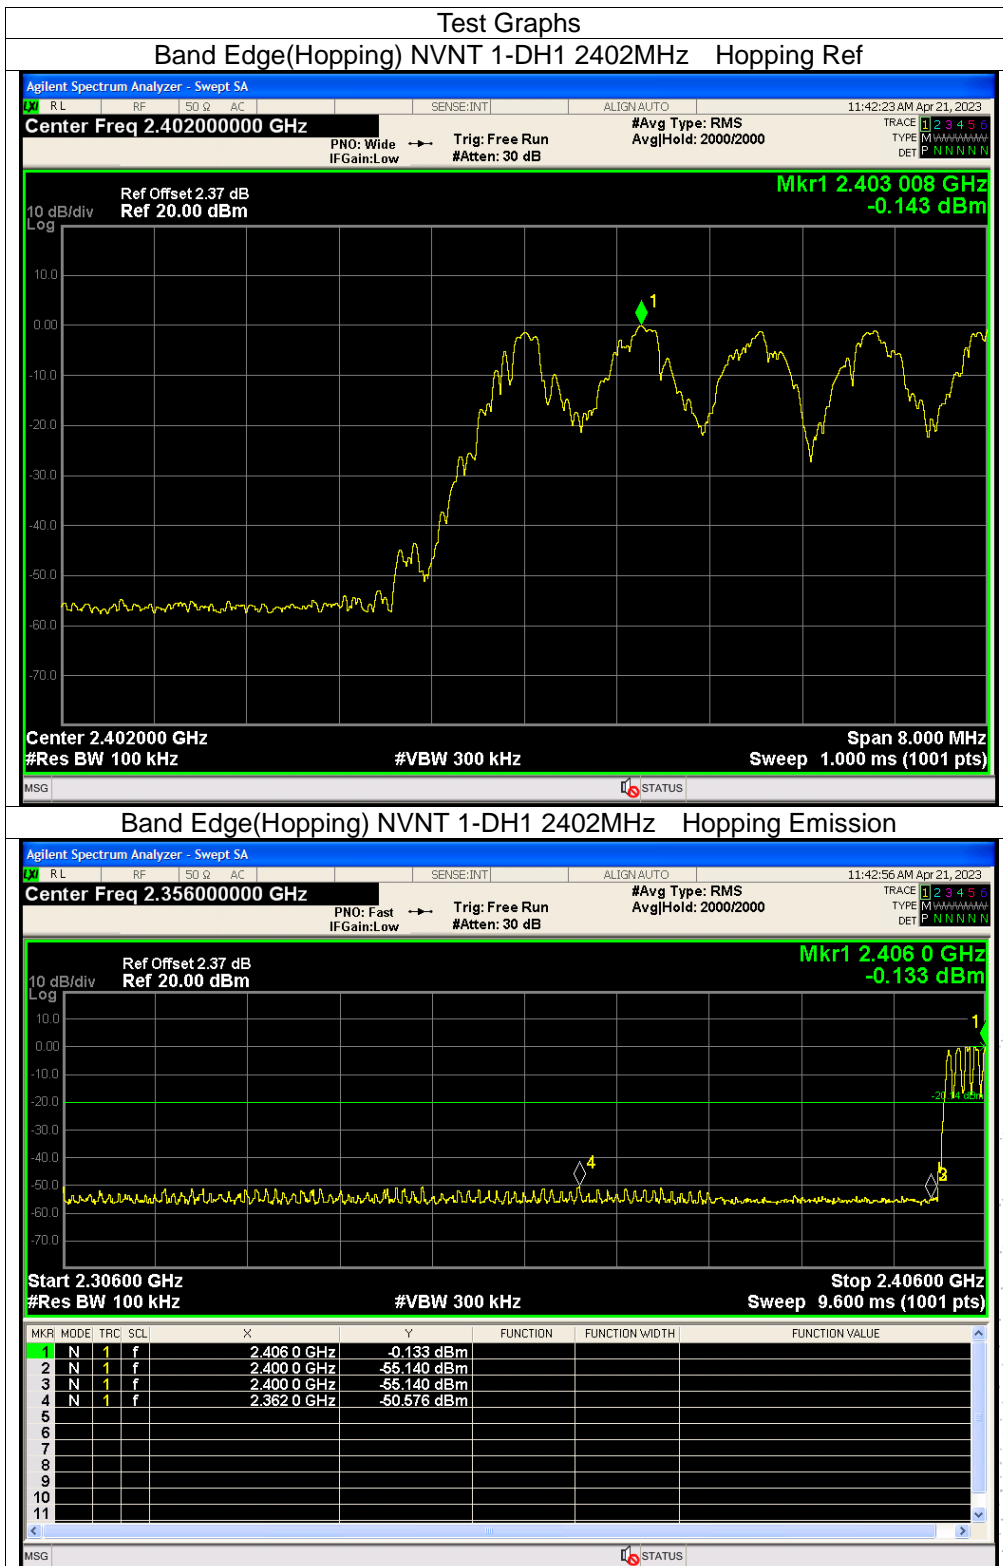 Test Graphs
Band Edge(Hopping) NVNT 1-DH1 2402MHz Hopping Ref
Agilent Spectrum Analyzer - Swept SA
LXI RL RF 50 Ω AC SENSE:INT ALIGN AUTO 11:42:23 AM Apr 21, 2023
Center Freq 2.402000000 GHz #Avg Type: RMS TRACE 1 2 3 4 5 6
PNO: Wide Trig: Free Run Avg|Hold: 2000/2000 TYPE M W W W W W
IFGain:Low #Atten: 30 dB DET P N N N N N
Mkr1 2.403 008 GHz
Ref Offset 2.37 dB
10 dB/div Ref 20.00 dBm -0.143 dBm
Log
10.0
1
0.00
-10.0
-20.0
-30.0
-40.0
-50.0
-60.0
-70.0
Center 2.402000 GHz Span 8.000 MHz
#Res BW 100 kHz #VBW 300 kHz Sweep 1.000 ms (1001 pts)
MSG STATUS
Band Edge(Hopping) NVNT 1-DH1 2402MHz Hopping Emission
Agilent Spectrum Analyzer - Swept SA
LXI RL RF 50 Ω AC SENSE:INT ALIGN AUTO 11:42:56 AM Apr 21, 2023
Center Freq 2.356000000 GHz #Avg Type: RMS TRACE 1 2 3 4 5 6
PNO: Fast Trig: Free Run Avg|Hold: 2000/2000 TYPE M W W W W W
IFGain:Low #Atten: 30 dB DET P N N N N N
Mkr1 2.406 0 GHz
Ref Offset 2.37 dB
10 dB/div Ref 20.00 dBm -0.133 dBm
Log
10.0 1
0.00
-10.0
-20.0 -20.14 dBm
-30.0
-40.0 4
-50.0 3
-60.0
-70.0
Start 2.30600 GHz Stop 2.40600 GHz
#Res BW 100 kHz #VBW 300 kHz Sweep 9.600 ms (1001 pts)
MKR MODE TRC SCL X Y FUNCTION FUNCTION WIDTH FUNCTION VALUE
1 N 1 f 2.406 0 GHz -0.133 dBm
2 N 1 f 2.400 0 GHz -55.140 dBm
3 N 1 f 2.400 0 GHz -55.140 dBm
4 N 1 f 2.362 0 GHz -50.576 dBm
5
6
7
8
9
10
11
MSG STATUS